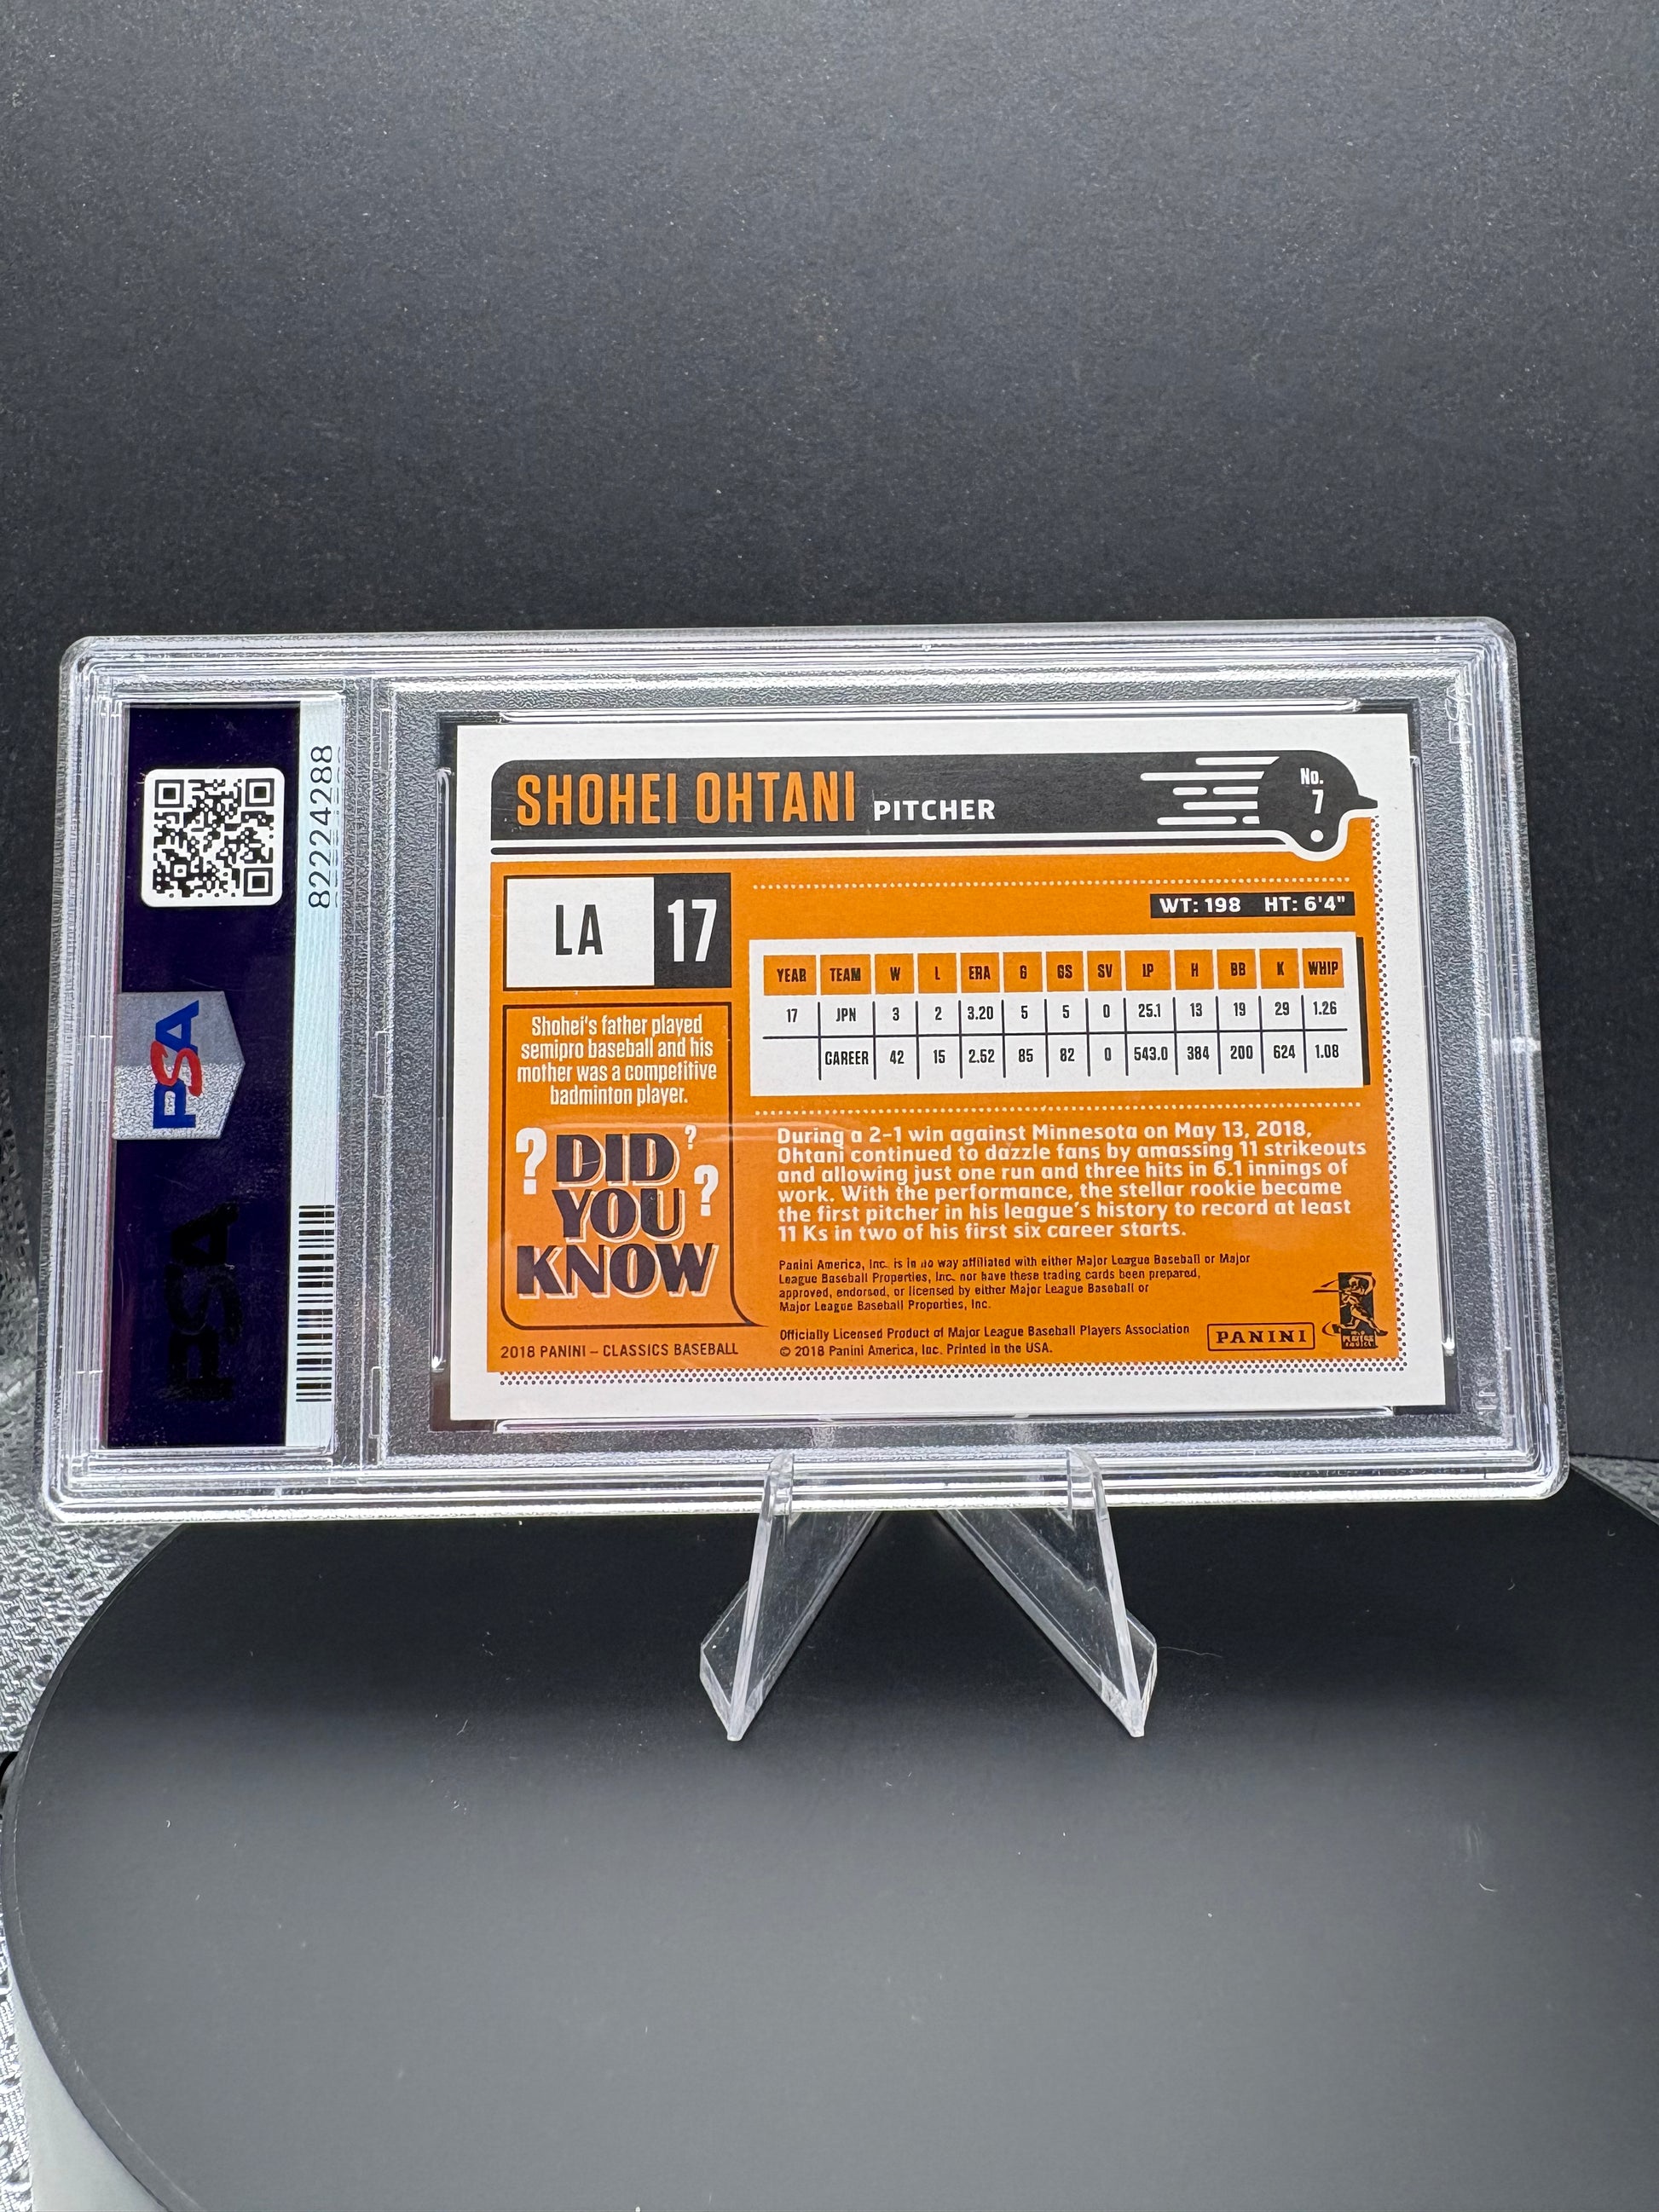 82224288
PSA
PSA
SHOHEI OHTANI PITCHER
No.
7
LA 17
WT: 198 HT: 6'4"
YEAR TEAM W L ERA G GS SV IP H BB K WHIP
17 JPN 3 2 3.20 5 5 0 25.1 13 19 29 1.26
CAREER 42 15 2.52 85 82 0 543.0 384 200 624 1.08
Shohei's father played
semipro baseball and his
mother was a competitive
badminton player.
? DID ?
YOU ?
KNOW
During a 2-1 win against Minnesota on May 13, 2018,
Ohtani continued to dazzle fans by amassing 11 strikeouts
and allowing just one run and three hits in 6.1 innings of
work. With the performance, the stellar rookie became
the first pitcher in his league's history to record at least
11 Ks in two of his first six career starts.
Panini America, Inc. is in no way affiliated with either Major League Baseball or Major
League Baseball Properties, Inc. nor have these trading cards been prepared,
approved, endorsed, or licensed by either Major League Baseball or
Major League Baseball Properties, Inc.
Officially Licensed Product of Major League Baseball Players Association
© 2018 Panini America, Inc. Printed in the USA.
PANINI
2018 PANINI – CLASSICS BASEBALL